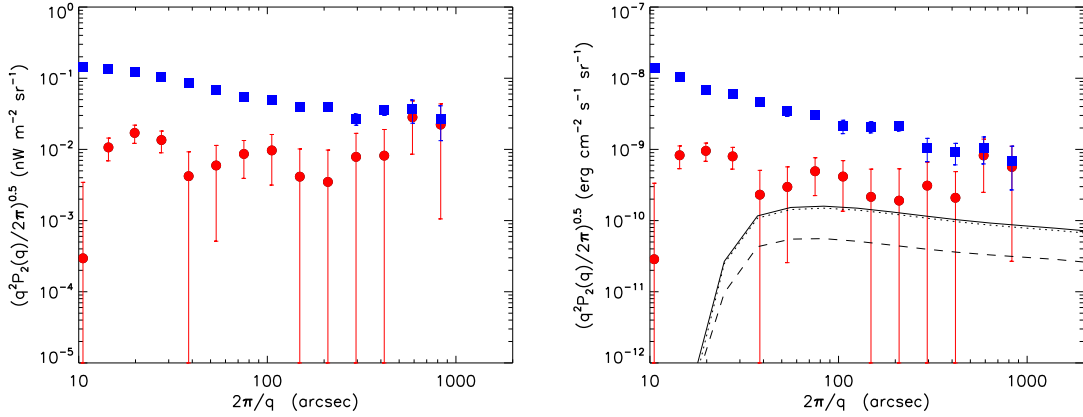 10⁰
10⁻¹
10⁻²
10⁻³
10⁻⁴
10⁻⁵
(q²P₂(q)/2π)⁰·⁵ (nW m⁻² sr⁻¹)
10 100 1000
2π/q (arcsec)
10⁻⁷
10⁻⁸
10⁻⁹
10⁻¹⁰
10⁻¹¹
10⁻¹²
(q²P₂(q)/2π)⁰·⁵ (erg cm⁻² s⁻¹ sr⁻¹)
10 100 1000
2π/q (arcsec)